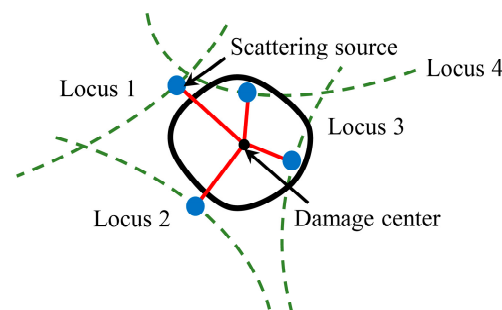 Scattering source
Locus 4
Locus 1
Locus 3
Locus 2
Damage center